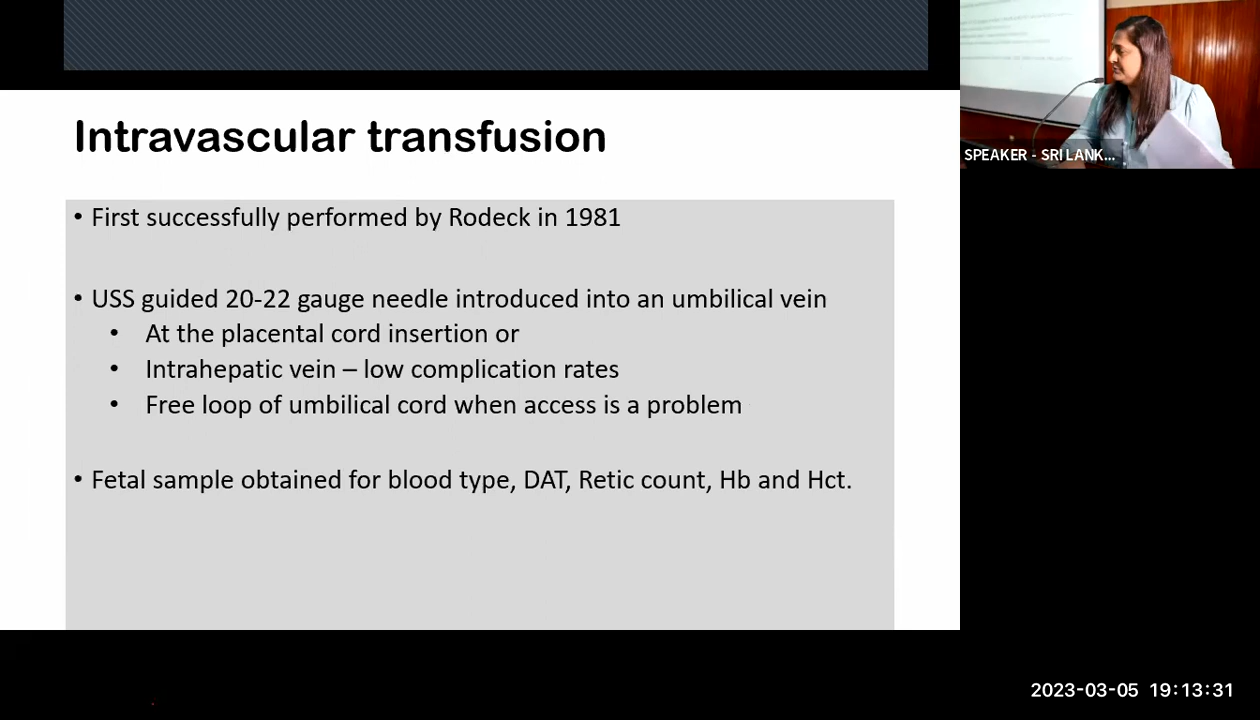 SPEAKER - SRI LANK...
Intravascular transfusion
• First successfully performed by Rodeck in 1981
• USS guided 20-22 gauge needle introduced into an umbilical vein
• At the placental cord insertion or
• Intrahepatic vein – low complication rates
• Free loop of umbilical cord when access is a problem
• Fetal sample obtained for blood type, DAT, Retic count, Hb and Hct.
2023-03-05 19:13:31